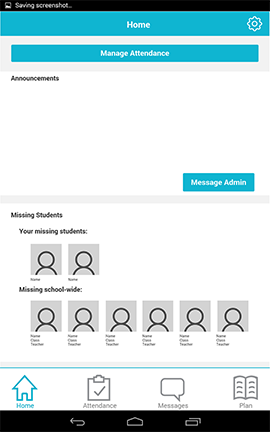 Saving screenshot...
Home
Manage Attendance
Announcements
Message Admin
Missing Students
Your missing students:
Name Name
Missing school-wide:
Name Name Name Name Name Name
Class Class Class Class Class Class
Teacher Teacher Teacher Teacher Teacher Teacher
Home Attendance Messages Plan